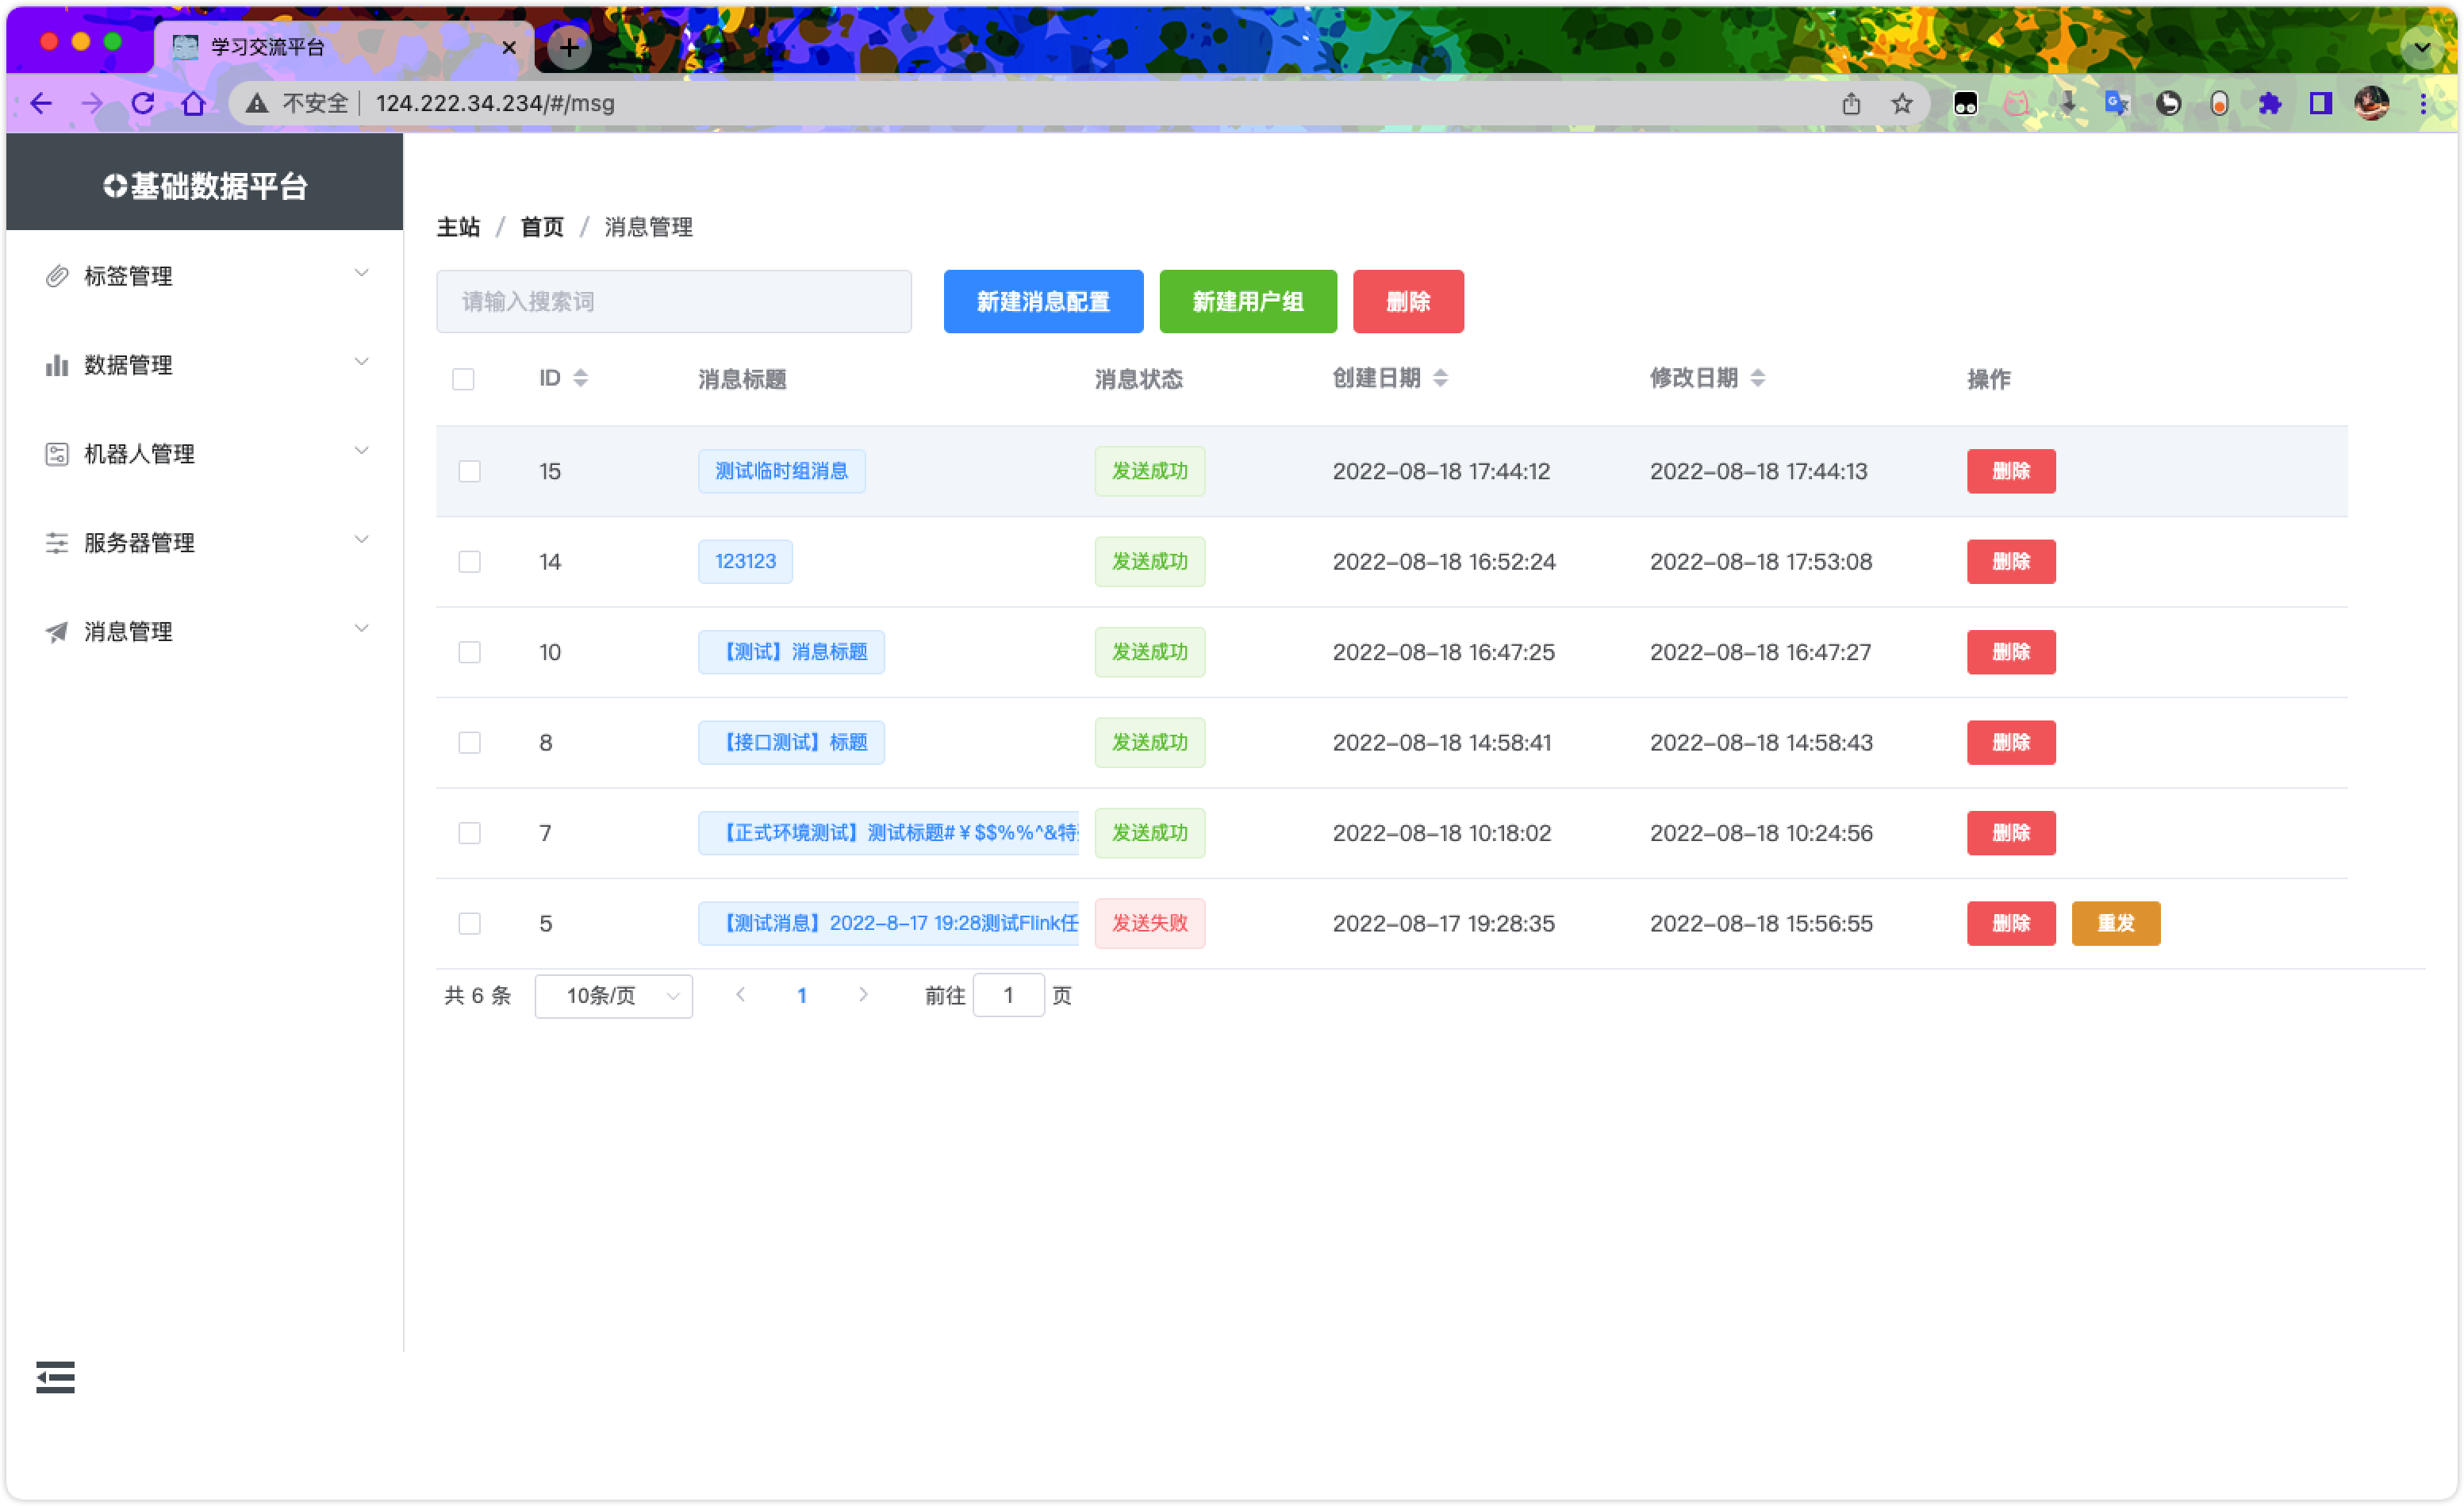 学习交流平台
不安全 124.222.34.234/#/msg
基础数据平台
标签管理
数据管理
机器人管理
服务器管理
消息管理
主站 / 首页 / 消息管理
请输入搜索词 新建消息配置 新建用户组 删除
ID 消息标题 消息状态 创建日期 修改日期 操作
15 测试临时组消息 发送成功 2022-08-18 17:44:12 2022-08-18 17:44:13 删除
14 123123 发送成功 2022-08-18 16:52:24 2022-08-18 17:53:08 删除
10 【测试】消息标题 发送成功 2022-08-18 16:47:25 2022-08-18 16:47:27 删除
8 【接口测试】标题 发送成功 2022-08-18 14:58:41 2022-08-18 14:58:43 删除
7 【正式环境测试】测试标题#¥$$%%^&特 发送成功 2022-08-18 10:18:02 2022-08-18 10:24:56 删除
5 【测试消息】2022-8-17 19:28测试Flink任 发送失败 2022-08-17 19:28:35 2022-08-18 15:56:55 删除 重发
共 6 条 10条/页 1 前往 1 页